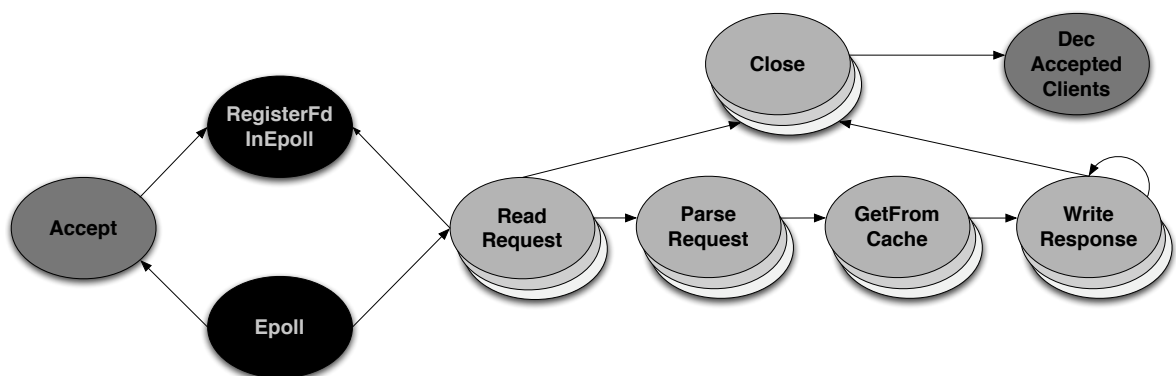 Close
Dec
Accepted
Clients
RegisterFd
InEpoll
Accept
Read
Request
Parse
Request
GetFrom
Cache
Write
Response
Epoll